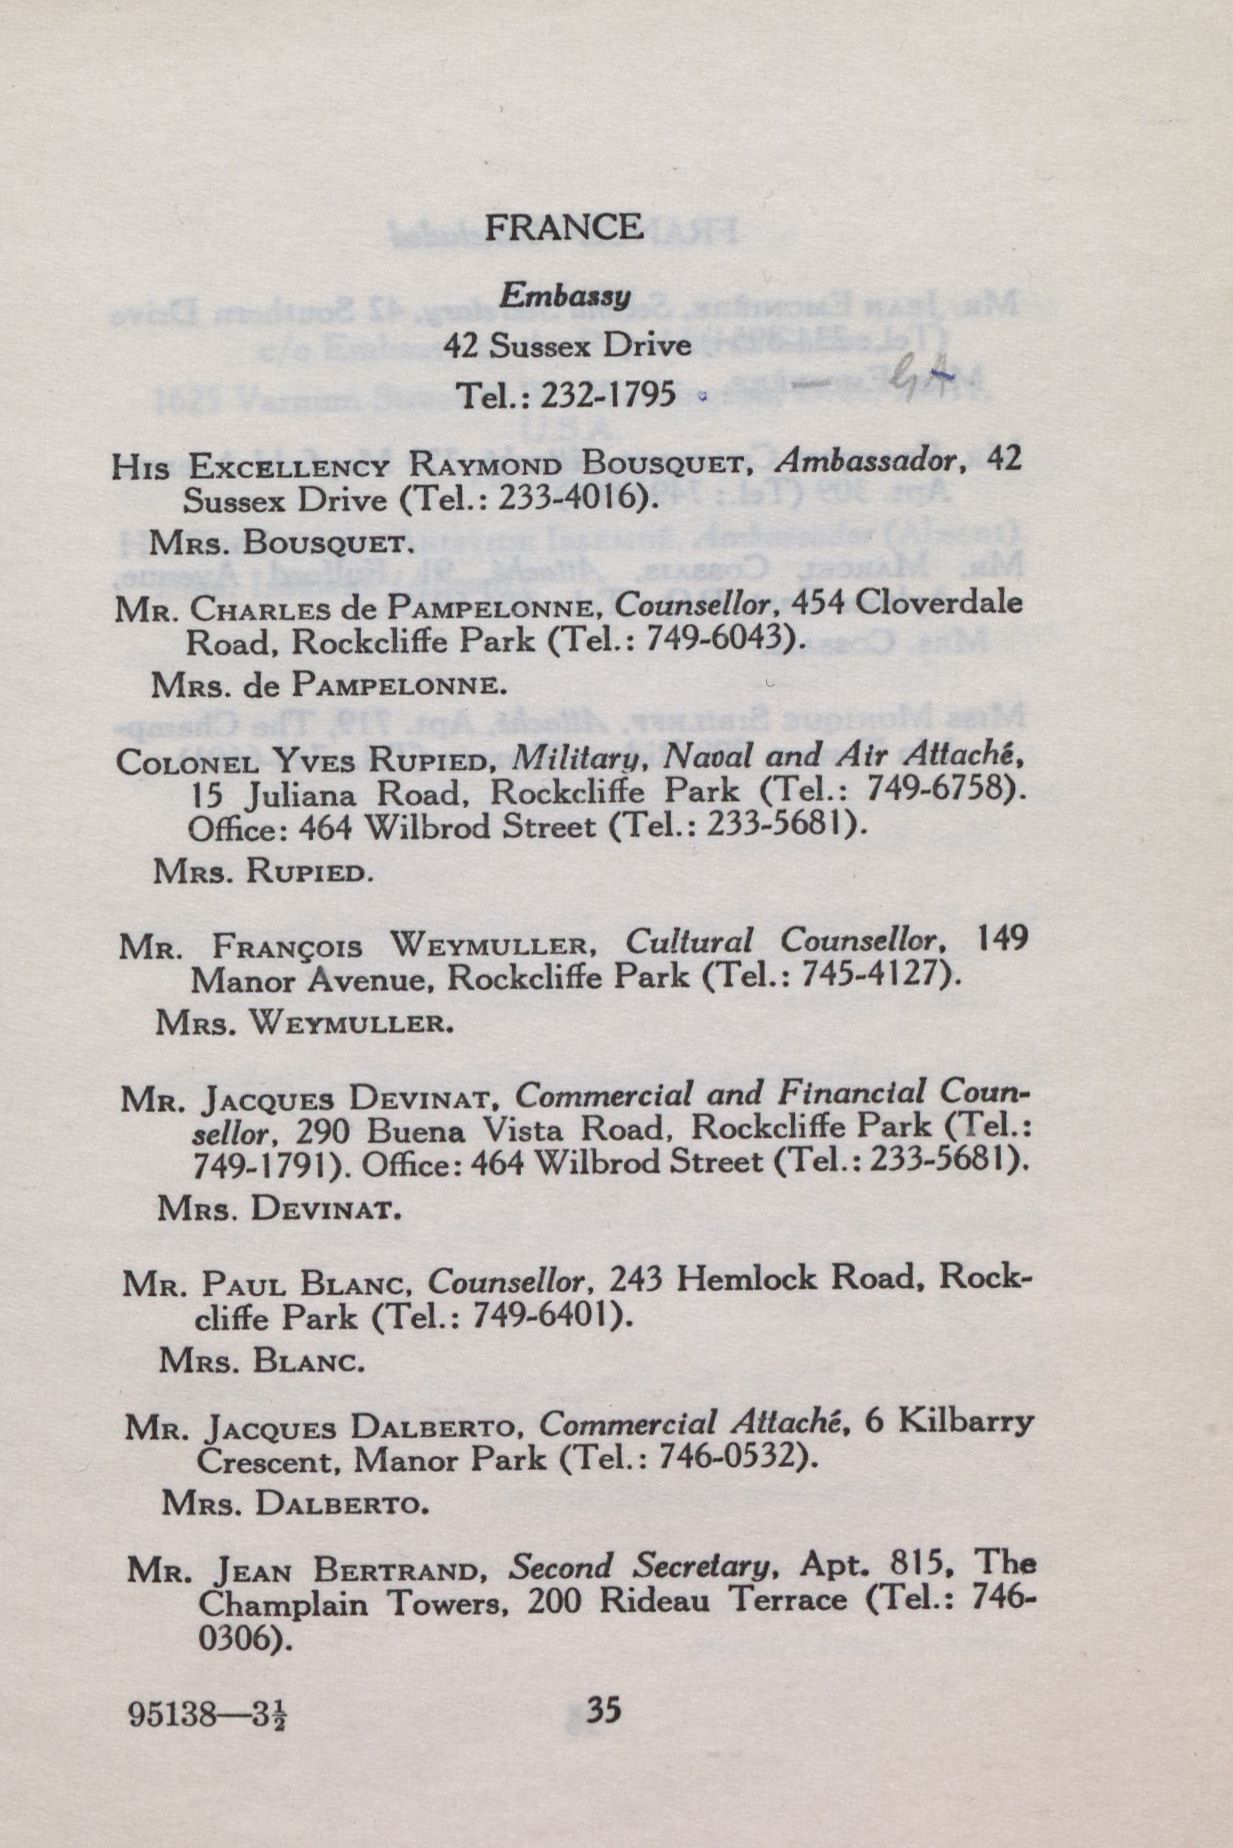 FRANCE
Embassy
42 Sussex Drive
Tel.: 232-1795
His Excellency Raymond Bousquet, Ambassador, 42
Sussex Drive (Tel.: 233-4016).
Mrs. Bousquet.
Mr. Charles de Pampelonne, Counsellor, 454 Cloverdale
Road, Rockcliffe Park (Tel.: 749-6043).
Mrs. de Pampelonne.
Colonel Yves Rupied, Military, Naval and Air Attaché,
15 Juliana Road, Rockcliffe Park (Tel.: 749-6758).
Office: 464 Wilbrod Street (Tel.: 233-5681).
Mrs. Rupied.
Mr. François Weymuller, Cultural Counsellor, 149
Manor Avenue, Rockcliffe Park (Tel.: 745-4127).
Mrs. Weymuller.
Mr. Jacques Devinat, Commercial and Financial Coun-
sellor, 290 Buena Vista Road, Rockcliffe Park (Tel.:
749-1791). Office: 464 Wilbrod Street (Tel.: 233-5681).
Mrs. Devinat.
Mr. Paul Blanc, Counsellor, 243 Hemlock Road, Rock-
cliffe Park (Tel.: 749-6401).
Mrs. Blanc.
Mr. Jacques Dalberto, Commercial Attaché, 6 Kilbarry
Crescent, Manor Park (Tel.: 746-0532).
Mrs. Dalberto.
Mr. Jean Bertrand, Second Secretary, Apt. 815, The
Champlain Towers, 200 Rideau Terrace (Tel.: 746-
0306).
95138—3½ 35